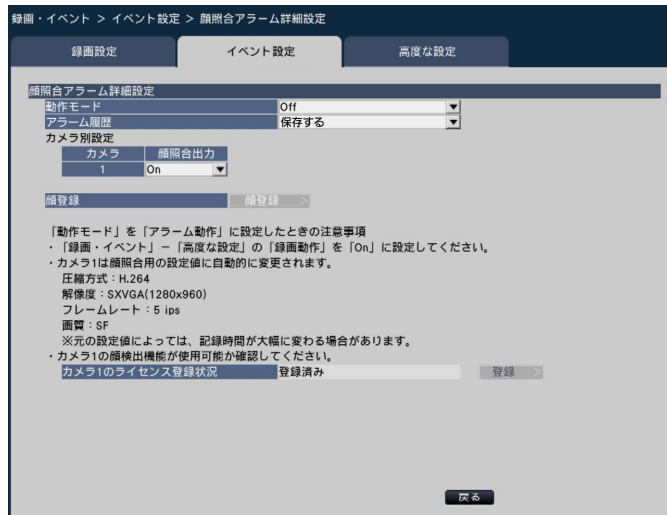 録画・イベント > イベント設定 > 顔照合アラーム詳細設定
録画設定 イベント設定 高度な設定
顔照合アラーム詳細設定
動作モード Off
アラーム履歴 保存する
カメラ別設定
カメラ 顔照合出力
1 On
顔登録 顔登録 >
「動作モード」を「アラーム動作」に設定したときの注意事項
・「録画・イベント」－「高度な設定」の「録画動作」を「On」に設定してください。
・カメラ1は顔照合用の設定値に自動的に変更されます。
圧縮方式：H.264
解像度：SXVGA(1280x960)
フレームレート：5 ips
画質：SF
※元の設定値によっては、記録時間が大幅に変わる場合があります。
・カメラ1の顔検出機能が使用可能か確認してください。
カメラ1のライセンス登録状況 登録済み 登録 >
戻る